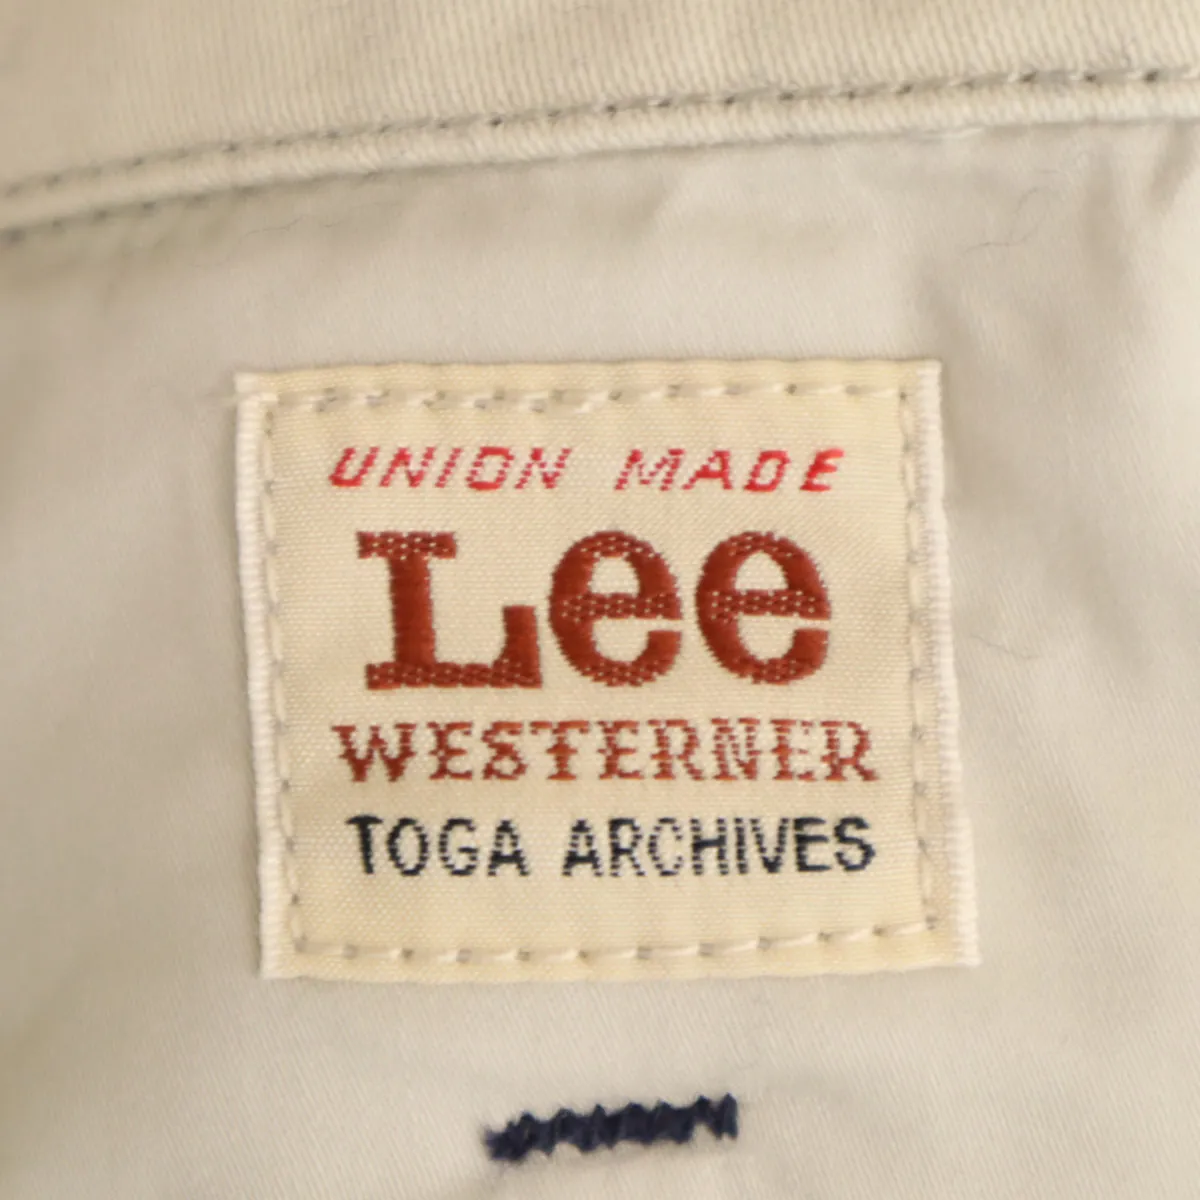 UNION MADE
Lee
WESTERNER
TOGA ARCHIVES